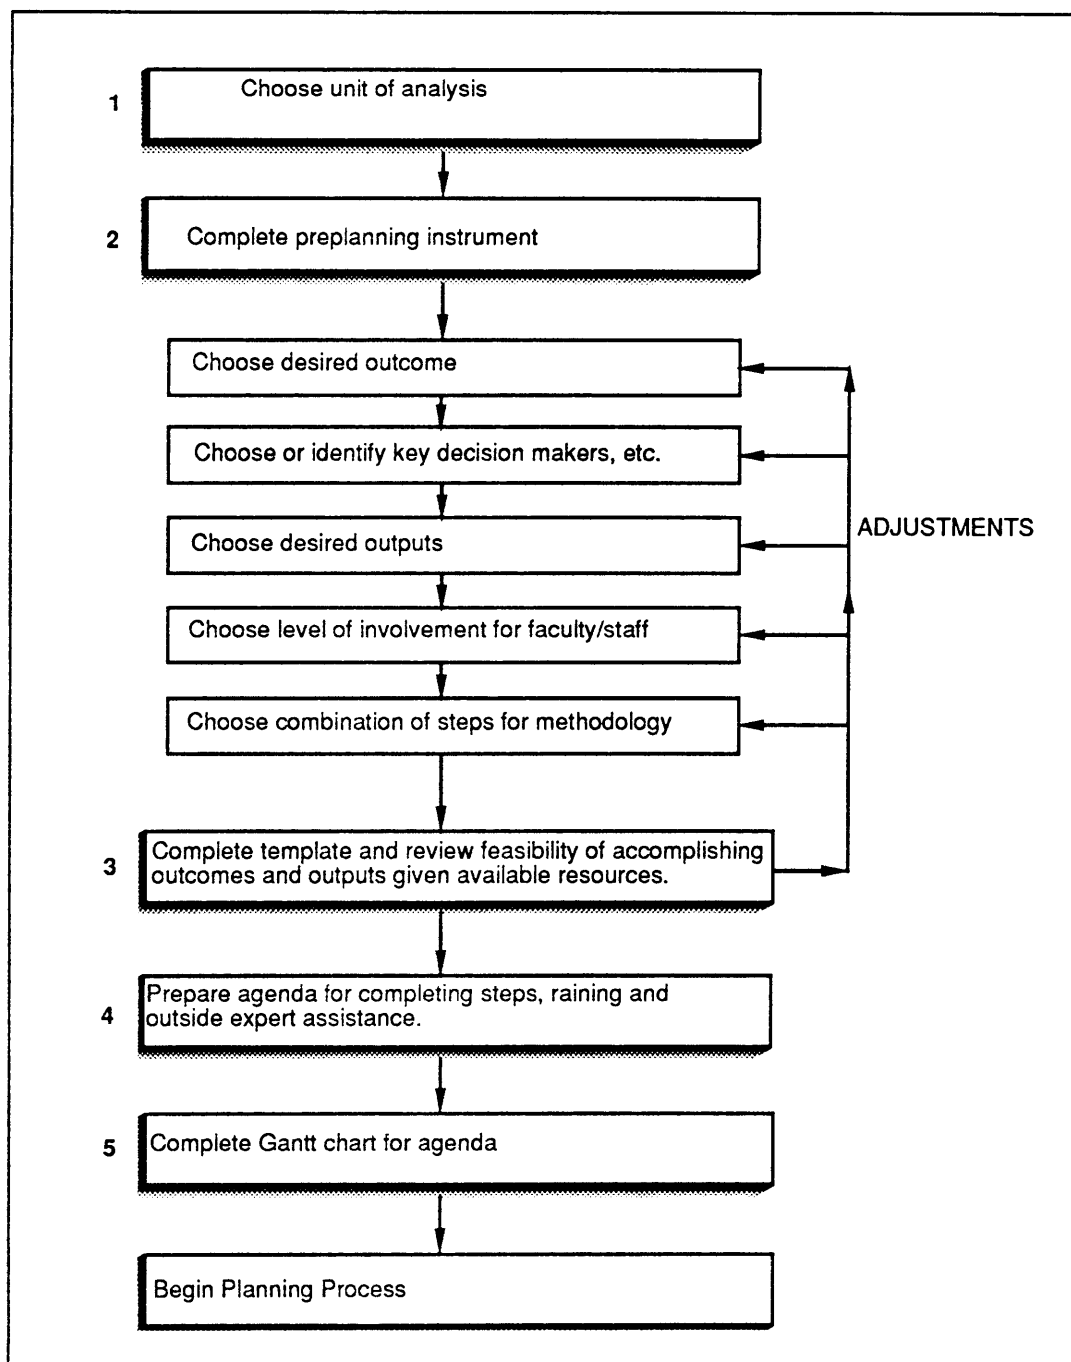 1 Choose unit of analysis
2 Complete preplanning instrument
Choose desired outcome
Choose or identify key decision makers, etc.
Choose desired outputs
ADJUSTMENTS
Choose level of involvement for faculty/staff
Choose combination of steps for methodology
3 Complete template and review feasibility of accomplishing
outcomes and outputs given available resources.
4 Prepare agenda for completing steps, raining and
outside expert assistance.
5 Complete Gantt chart for agenda
Begin Planning Process